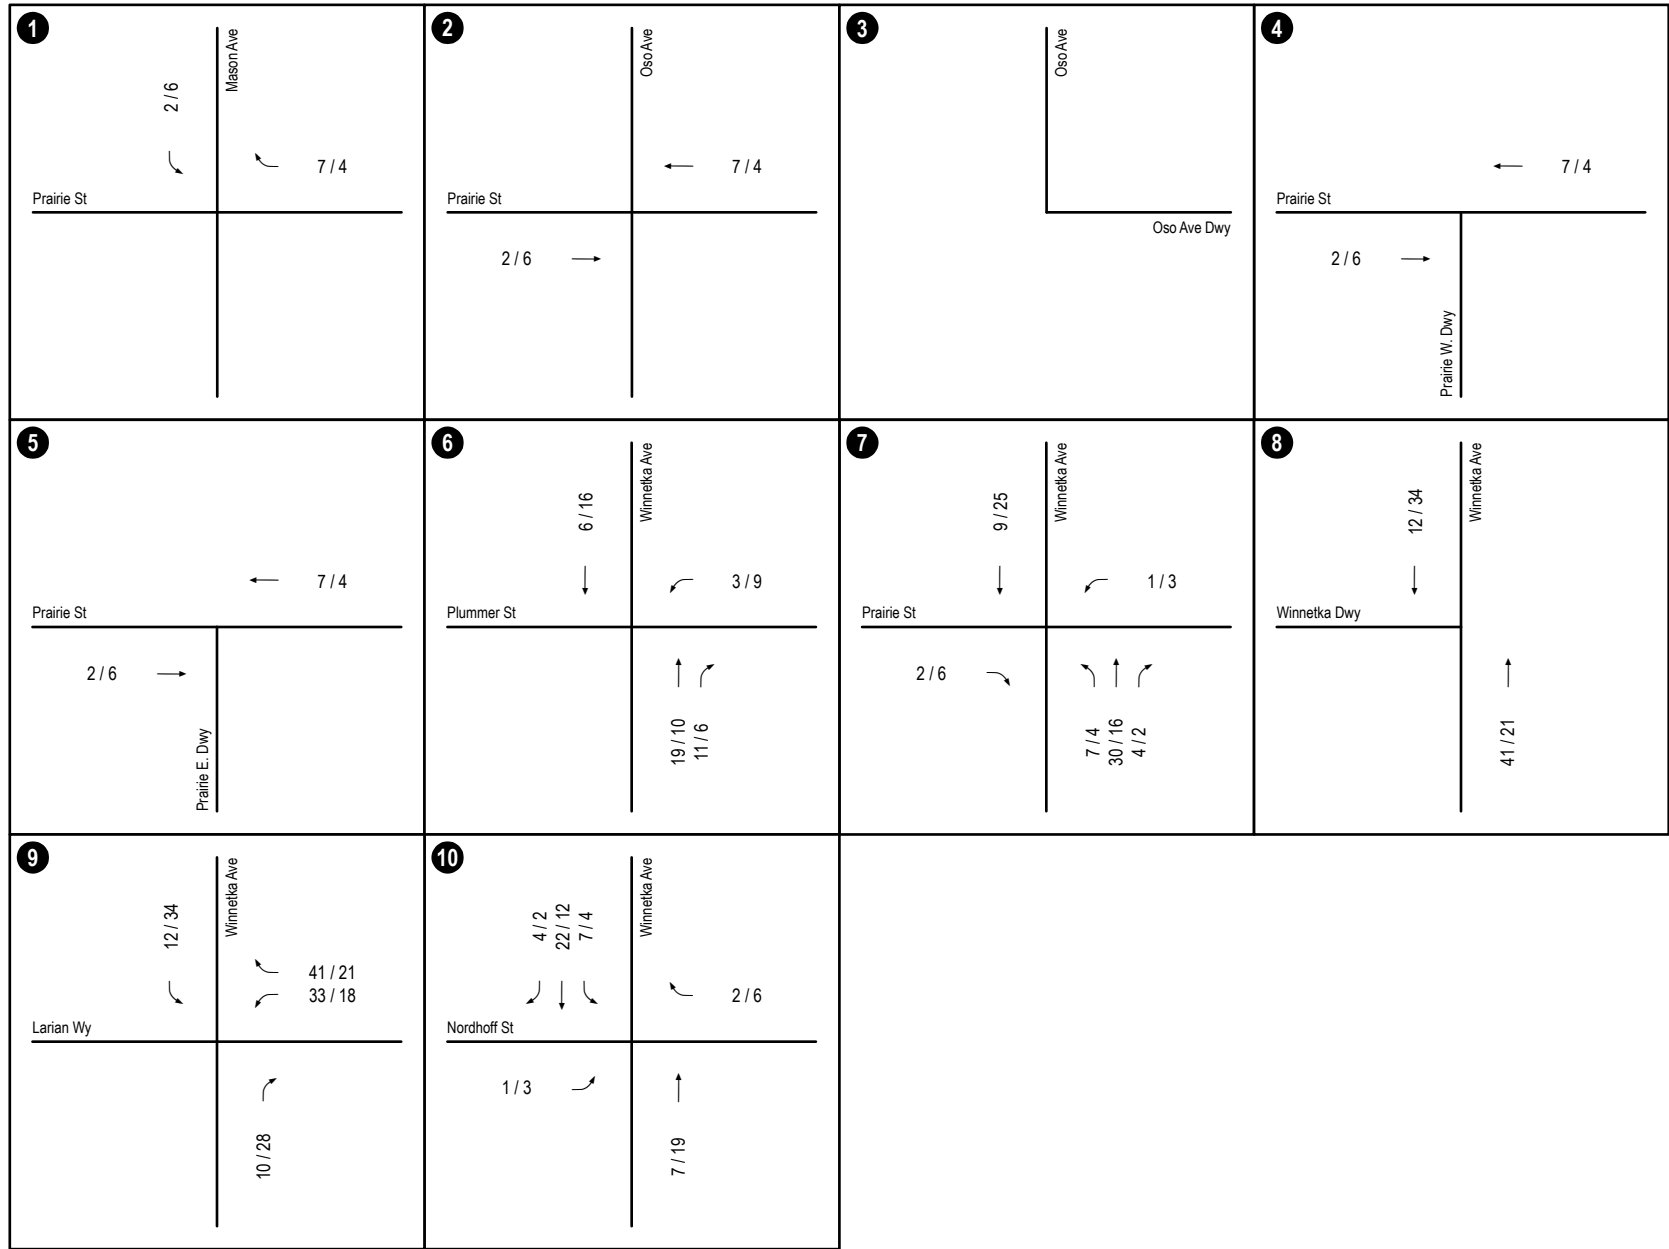 1
Mason Ave
2 / 6
7 / 4
Prairie St
2
Oso Ave
7 / 4
Prairie St
2 / 6
3
Oso Ave
Oso Ave Dwy
4
7 / 4
Prairie St
2 / 6
Prairie W. Dwy
5
7 / 4
Prairie St
2 / 6
Prairie E. Dwy
6
Winnetka Ave
6 / 16
3 / 9
Plummer St
19 / 10
11 / 6
7
Winnetka Ave
9 / 25
1 / 3
Prairie St
2 / 6
7 / 4
30 / 16
4 / 2
8
Winnetka Ave
12 / 34
Winnetka Dwy
41 / 21
9
Winnetka Ave
12 / 34
41 / 21
33 / 18
Larian Wy
10 / 28
10
Winnetka Ave
4 / 2
22 / 12
7 / 4
2 / 6
Nordhoff St
1 / 3
7 / 19